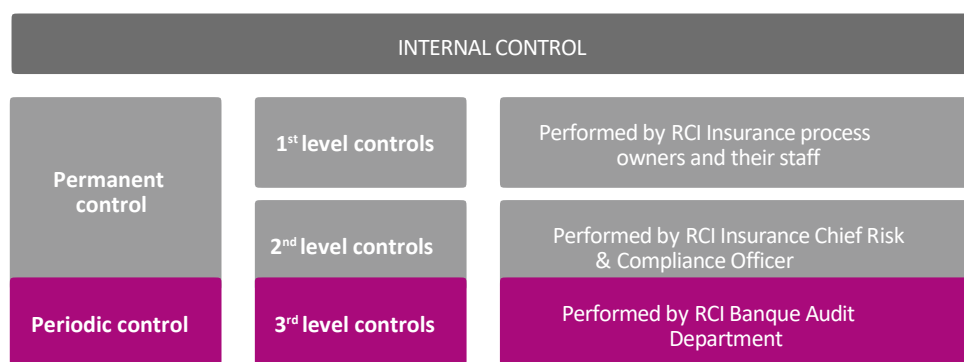 INTERNAL CONTROL
Permanent
control
1st level controls
Performed by RCI Insurance process
owners and their staff
2nd level controls
Performed by RCI Insurance Chief Risk
& Compliance Officer
Periodic control
3rd level controls
Performed by RCI Banque Audit
Department